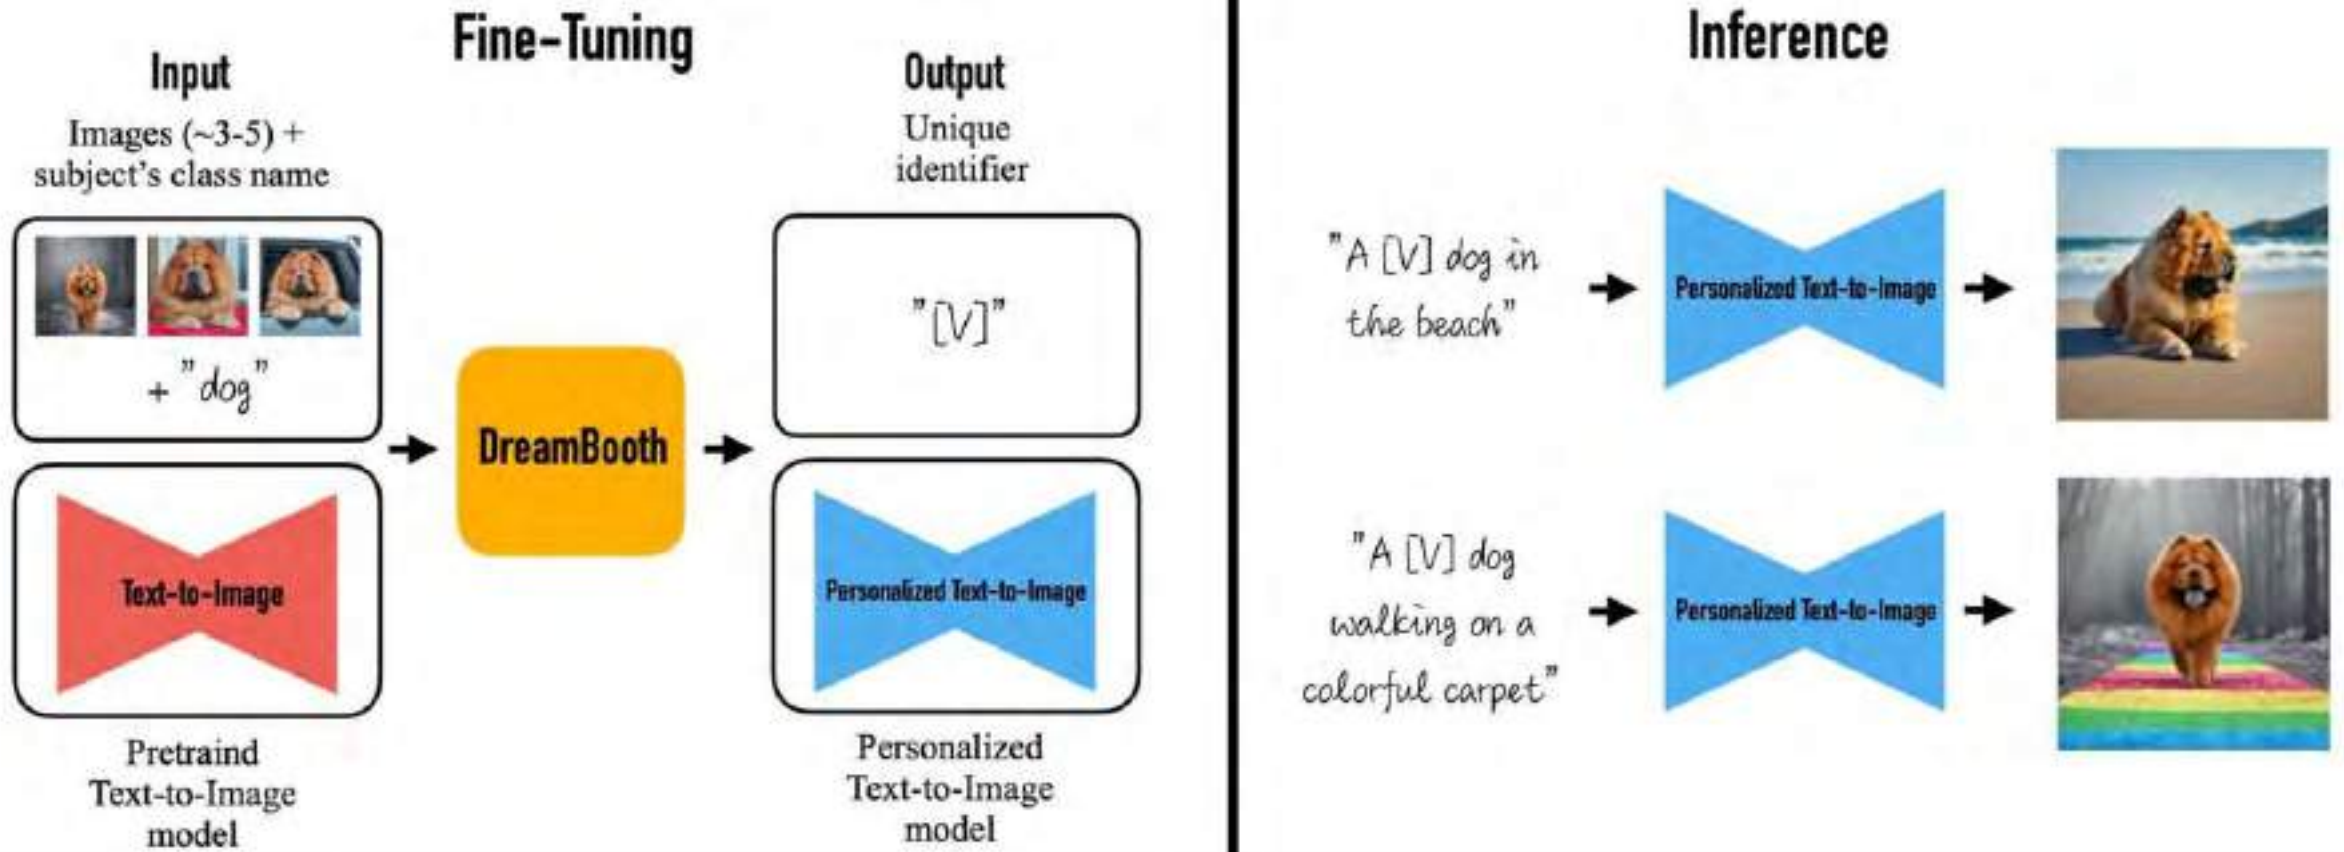 Fine-Tuning
Input
Images (~3-5) +
subject's class name
+ "dog"
Text-to-Image
Pretraind
Text-to-Image
model
DreamBooth
Output
Unique
identifier
"[V]"
Personalized Text-to-Image
Personalized
Text-to-Image
model
Inference
"A [V] dog in
the beach"
Personalized Text-to-Image
"A [V] dog
walking on a
colorful carpet"
Personalized Text-to-Image